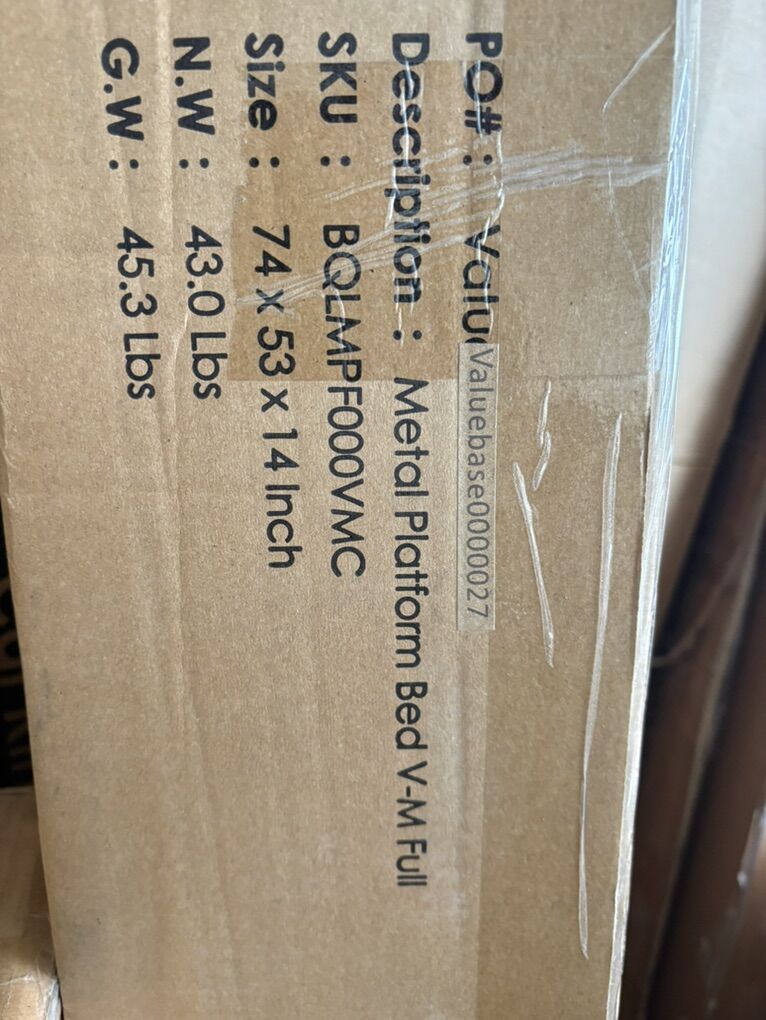 PO# : Valu Valuebase0000027
Description : Metal Platform Bed V-M Full
SKU : BQLMPF000VMC
Size : 74 x 53 x 14 Inch
N.W : 43.0 Lbs
G.W : 45.3 Lbs